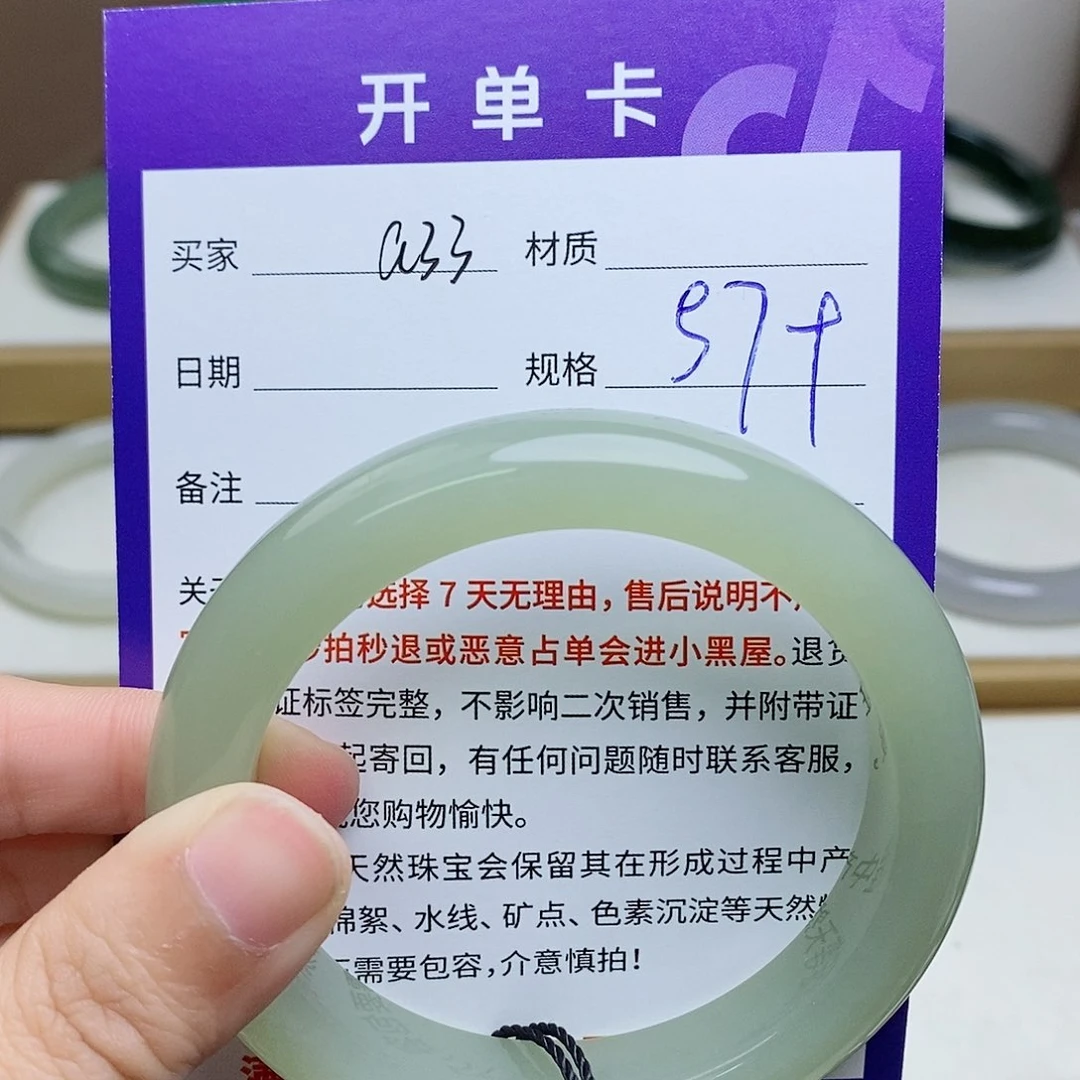 开单卡
买家 a33 材质
日期 规格 57+
备注
选择7天无理由，售后说明不
拍秒退或恶意占单会进小黑屋。退货
证标签完整，不影响二次销售，并附带证
起寄回，有任何问题随时联系客服，
您购物愉快。
天然珠宝会保留其在形成过程中产
棉絮、水线、矿点、色素沉淀等天然
需要包容，介意慎拍！